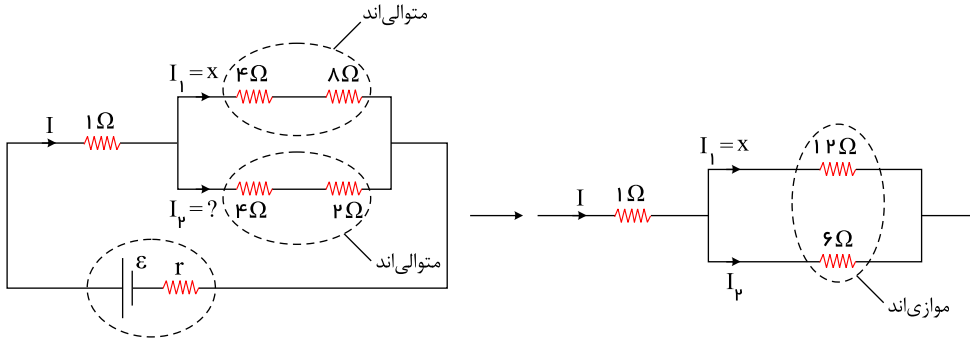 متوالی‌اند
I₁ = x
۴Ω
۸Ω
I
۱Ω
I₂ = ?
۴Ω
۲Ω
متوالی‌اند
ε
r
I
۱Ω
I₁ = x
۱۲Ω
۶Ω
I₂
موازی‌اند